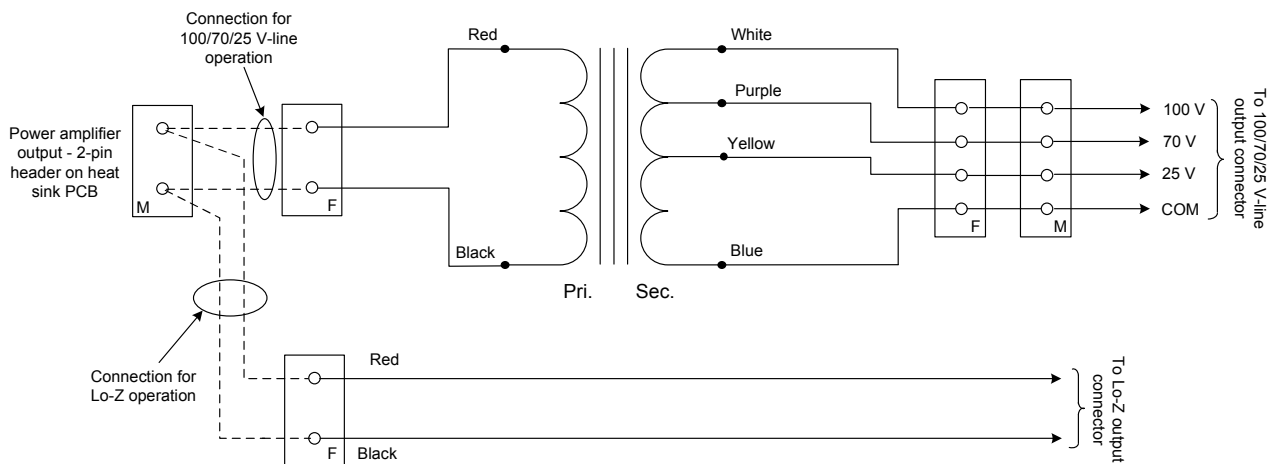 Connection for
100/70/25 V-line
operation
Red
White
Purple
Yellow
Power amplifier
output - 2-pin
header on heat
sink PCB
M
F
Black
Blue
Pri.
Sec.
F
M
100 V
70 V
25 V
COM
To 100/70/25 V-line
output connector
Connection for
Lo-Z operation
Red
F
Black
To Lo-Z output
connector